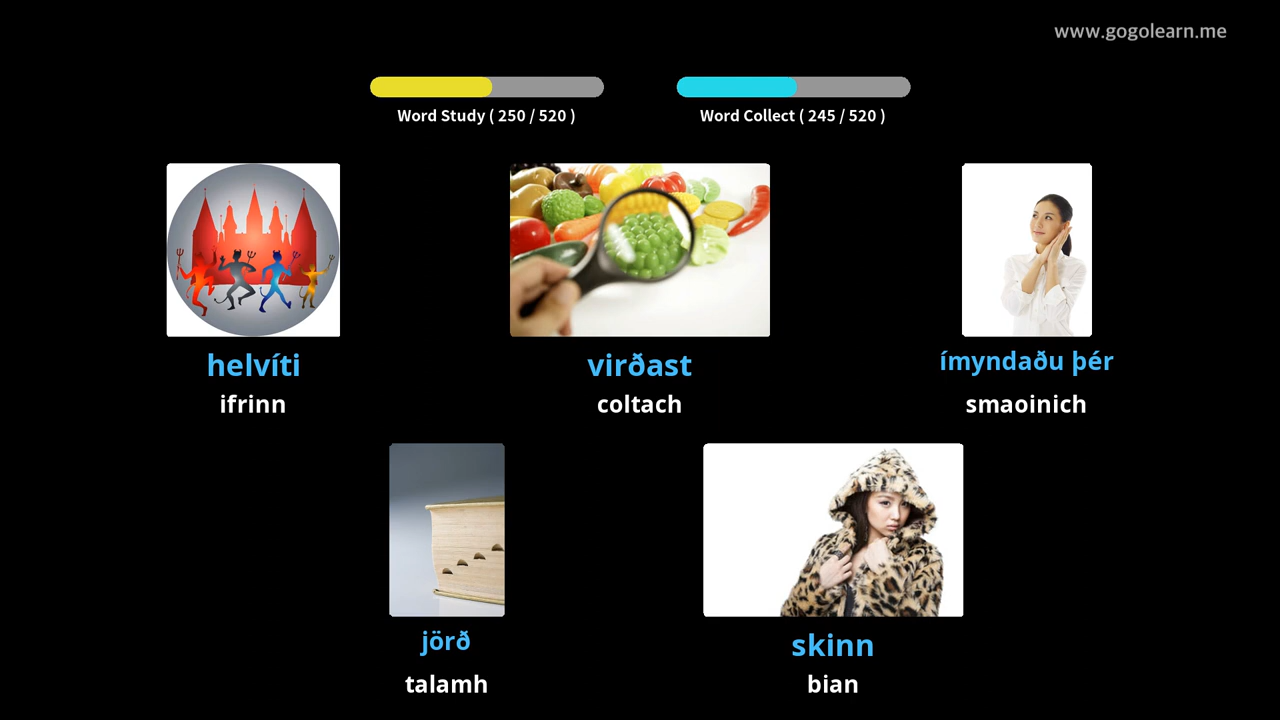 www.gogolearn.me
Word Study ( 250 / 520 )
Word Collect ( 245 / 520 )
helvíti
ifrinn
virðast
coltach
ímyndaðu þér
smaoinich
jörð
talamh
skinn
bian